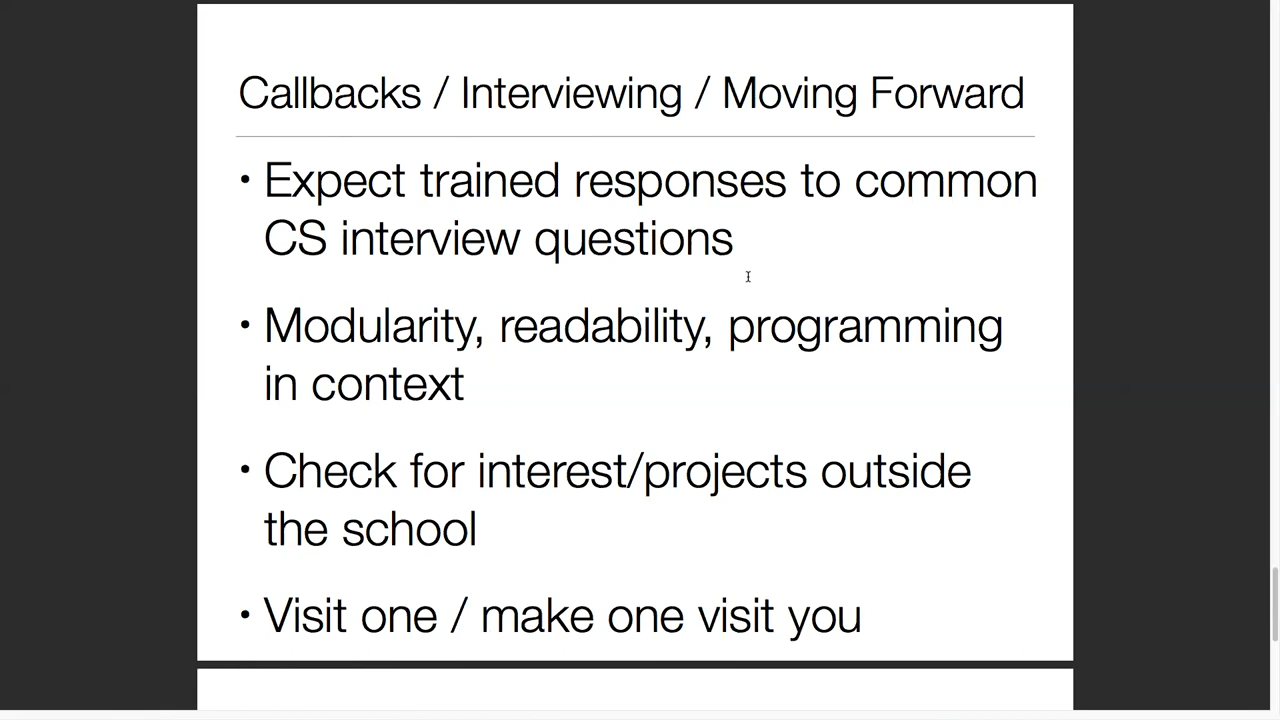 Callbacks / Interviewing / Moving Forward
• Expect trained responses to common
CS interview questions
• Modularity, readability, programming
in context
• Check for interest/projects outside
the school
• Visit one / make one visit you